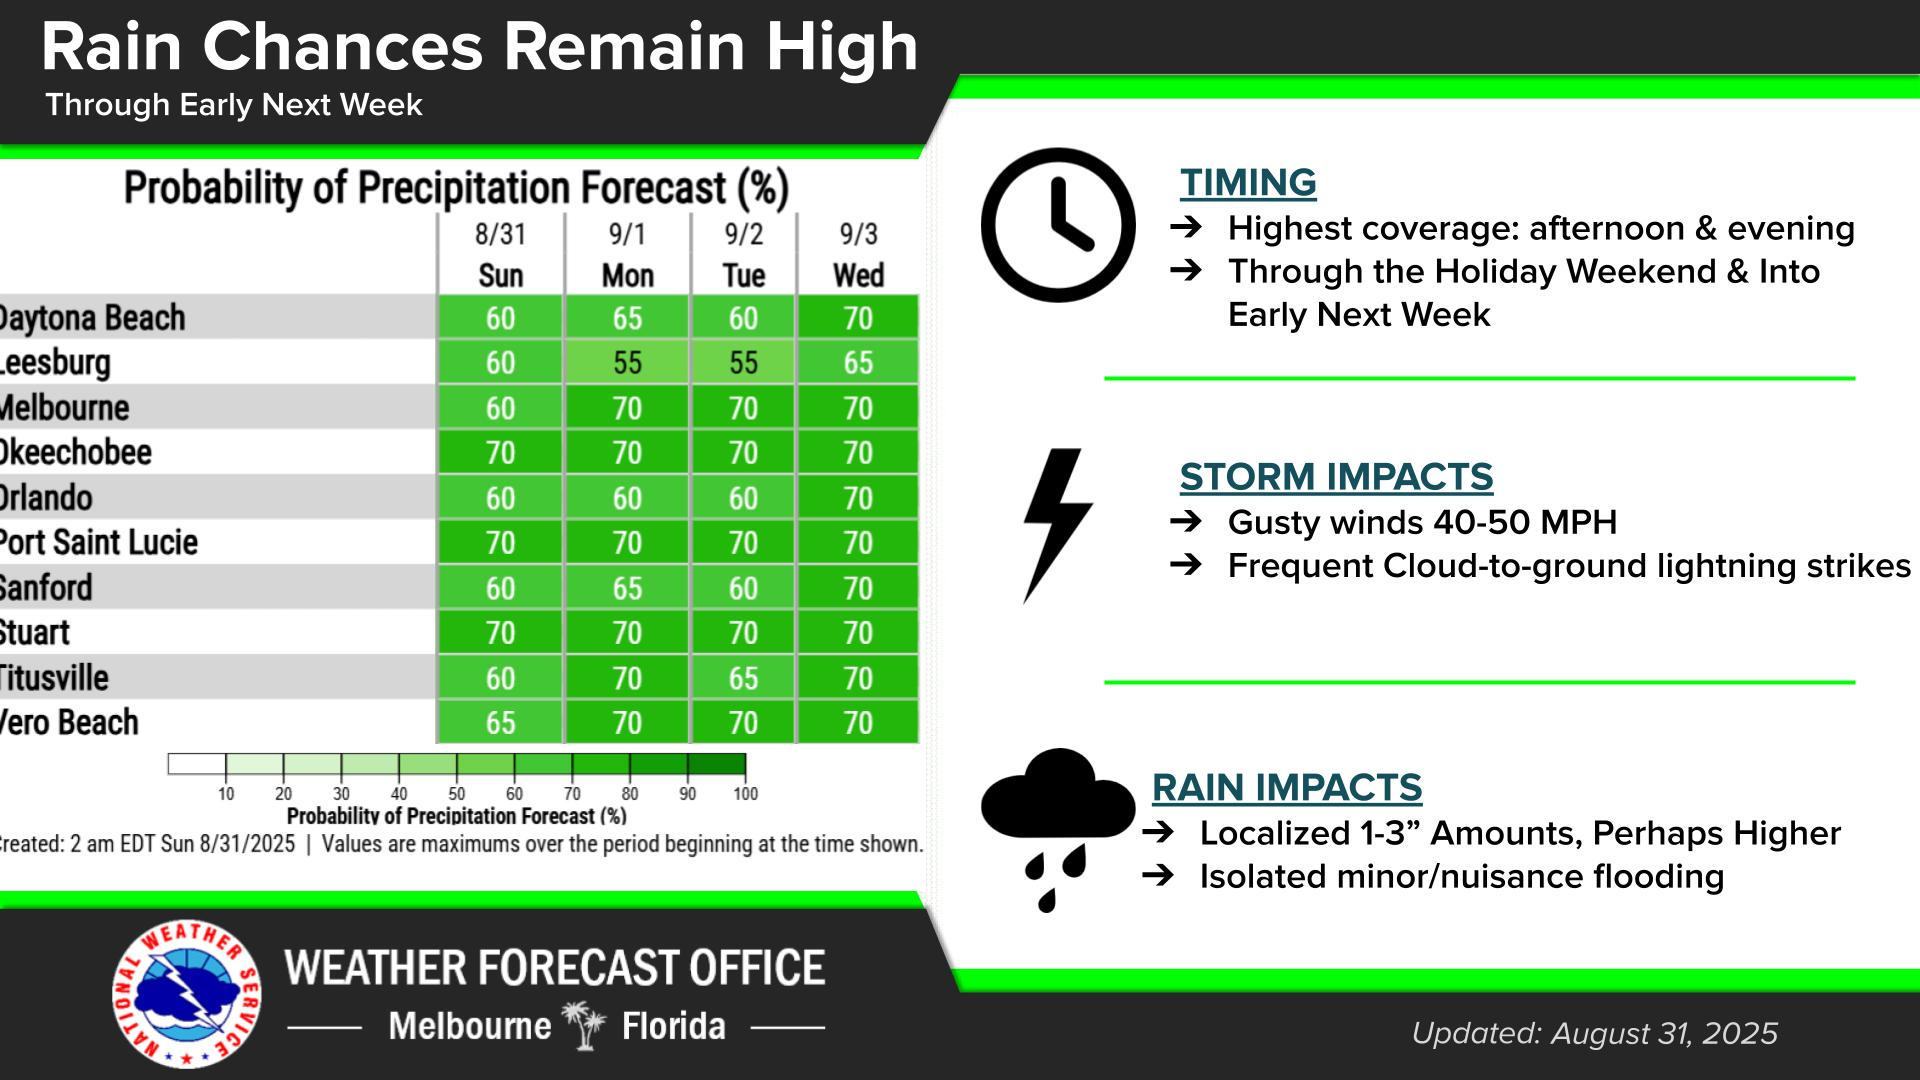 Rain Chances Remain High
Through Early Next Week
Probability of Precipitation Forecast (%)
8/31 9/1 9/2 9/3
Sun Mon Tue Wed
Daytona Beach 60 65 60 70
Leesburg 60 55 55 65
Melbourne 60 70 70 70
Okeechobee 70 70 70 70
Orlando 60 60 60 70
Port Saint Lucie 70 70 70 70
Sanford 60 65 60 70
Stuart 70 70 70 70
Titusville 60 70 65 70
Vero Beach 65 70 70 70
10 20 30 40 50 60 70 80 90 100
Probability of Precipitation Forecast (%)
Created: 2 am EDT Sun 8/31/2025 | Values are maximums over the period beginning at the time shown.
TIMING
➔ Highest coverage: afternoon & evening
➔ Through the Holiday Weekend & Into
Early Next Week
STORM IMPACTS
➔ Gusty winds 40-50 MPH
➔ Frequent Cloud-to-ground lightning strikes
RAIN IMPACTS
➔ Localized 1-3” Amounts, Perhaps Higher
➔ Isolated minor/nuisance flooding
NATIONAL WEATHER SERVICE
WEATHER FORECAST OFFICE
Melbourne Florida
Updated: August 31, 2025